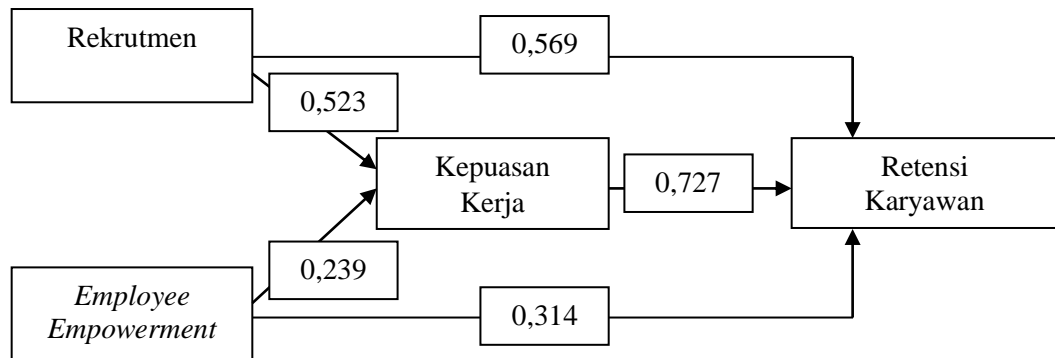 Rekrutmen
0,569
0,523
Kepuasan
Kerja
0,727
Retensi
Karyawan
0,239
Employee
Empowerment
0,314